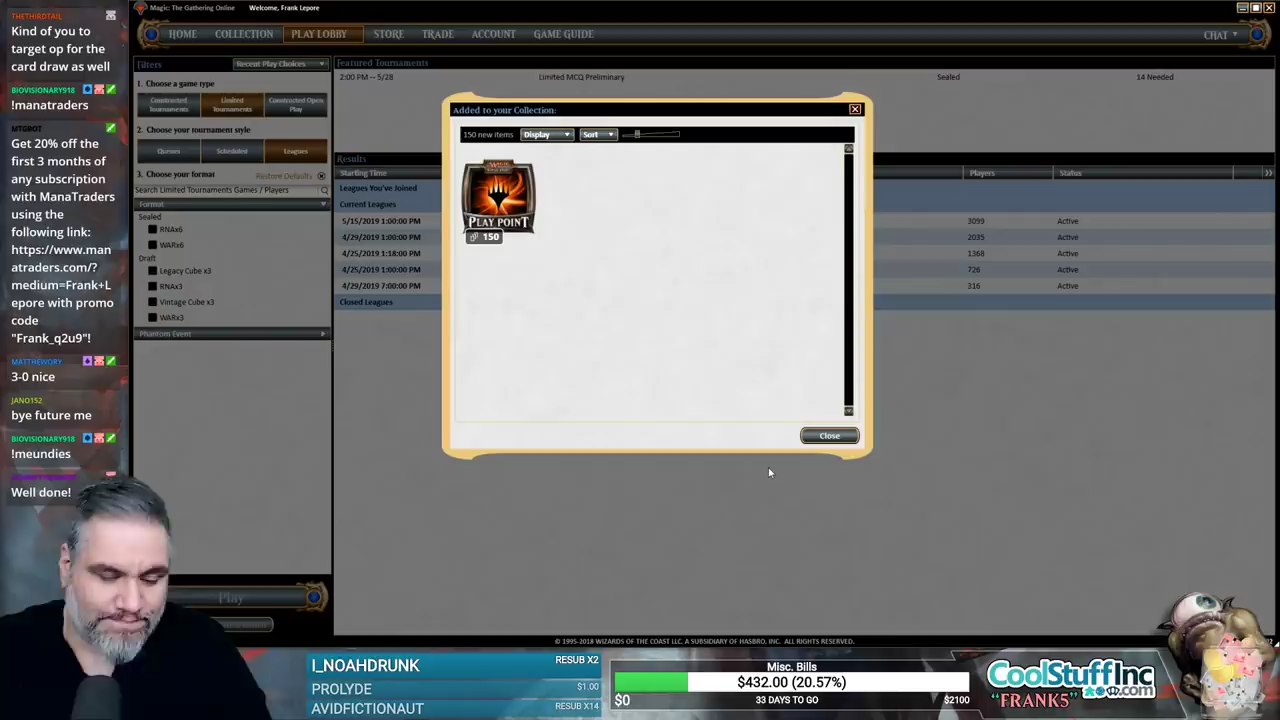 THETHIRDTAIL
Kind of you to
target op for the
card draw as well
BIOVISIONARY918
!manatraders
MTGBOT
Get 20% off the
first 3 months of
any subscription
with ManaTraders
using the
following link:
https://www.man
atraders.com/?
medium=Frank+L
epore with promo
code
"Frank_q2u9"!
MATTHEWORY
3-0 nice
JANO152
bye future me
BIOVISIONARY918
!meundies
Well done!
Magic: The Gathering Online Welcome, Frank Lepore
HOME COLLECTION PLAY LOBBY STORE TRADE ACCOUNT GAME GUIDE CHAT
Filters Recent Play Choices
1. Choose a game type
Constructed Tournaments Limited Tournaments Constructed Open Play
2. Choose your tournament style
Queues Scheduled Leagues
3. Choose your format Restore Defaults
Search Limited Tournaments Games / Players
Format
Sealed
RNAx6
WARx6
Draft
Legacy Cube x3
RNAx3
Vintage Cube x3
WARx3
Phantom Event
Play
Featured Tournaments
2:00 PM -- 5/28 Limited MCQ Preliminary Sealed 14 Needed
Results
Starting Time Players Status
Leagues You've Joined
Current Leagues
5/15/2019 1:00:00 PM 3099 Active
4/29/2019 1:00:00 PM 2035 Active
4/25/2019 1:18:00 PM 1368 Active
4/25/2019 1:00:00 PM 726 Active
4/29/2019 7:00:00 PM 316 Active
Closed Leagues
Added to your Collection:
150 new items Display Sort
PLAY POINT
150
Close
© 1995-2018 WIZARDS OF THE COAST LLC. A SUBSIDIARY OF HASBRO, INC. ALL RIGHTS RESERVED.
I_NOAHDRUNK RESUB X2
PROLYDE $1.00
AVIDFICTIONAUT RESUB X14
Misc. Bills
$432.00 (20.57%)
$0 33 DAYS TO GO $2100
CoolStuffInc
.com
"FRANK5"